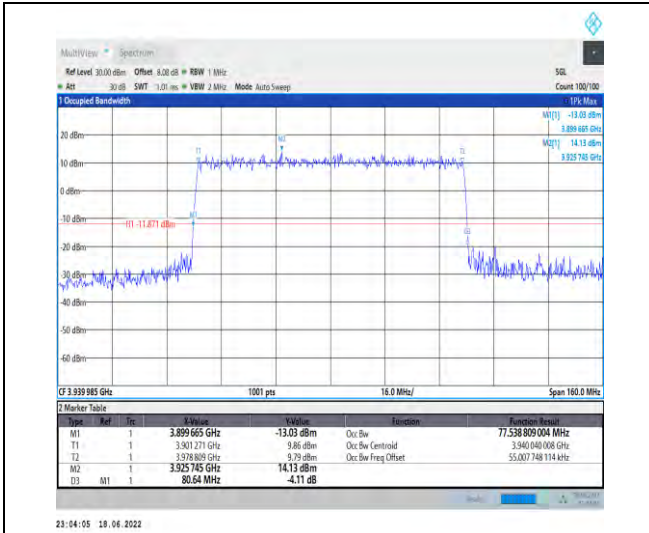 MultiView Spectrum
Ref Level 30.00 dBm Offset 8.08 dB RBW 1 MHz SGL
Att 30 dB SWT 1.01 ms VBW 2 MHz Mode Auto Sweep Count 100/100
1 Occupied Bandwidth 1Pk Max
M1[1] -13.03 dBm
3.899 665 GHz
M2[1] 14.13 dBm
3.925 745 GHz
20 dBm
M2
T1 T2
10 dBm
0 dBm
-10 dBm
M1
H1 -11.871 dBm
D3
-20 dBm
-30 dBm
-40 dBm
-50 dBm
-60 dBm
CF 3.939 985 GHz 1001 pts 16.0 MHz/ Span 160.0 MHz
2 Marker Table
Type Ref Trc X-Value Y-Value Function Function Result
M1 1 3.899 665 GHz -13.03 dBm Occ Bw 77.538 809 004 MHz
T1 1 3.901 271 GHz 9.86 dBm Occ Bw Centroid 3.940 040 008 GHz
T2 1 3.978 809 GHz 9.79 dBm Occ Bw Freq Offset 55.007 748 114 kHz
M2 1 3.925 745 GHz 14.13 dBm
D3 M1 1 80.64 MHz -4.11 dB
23:04:05 18.06.2022